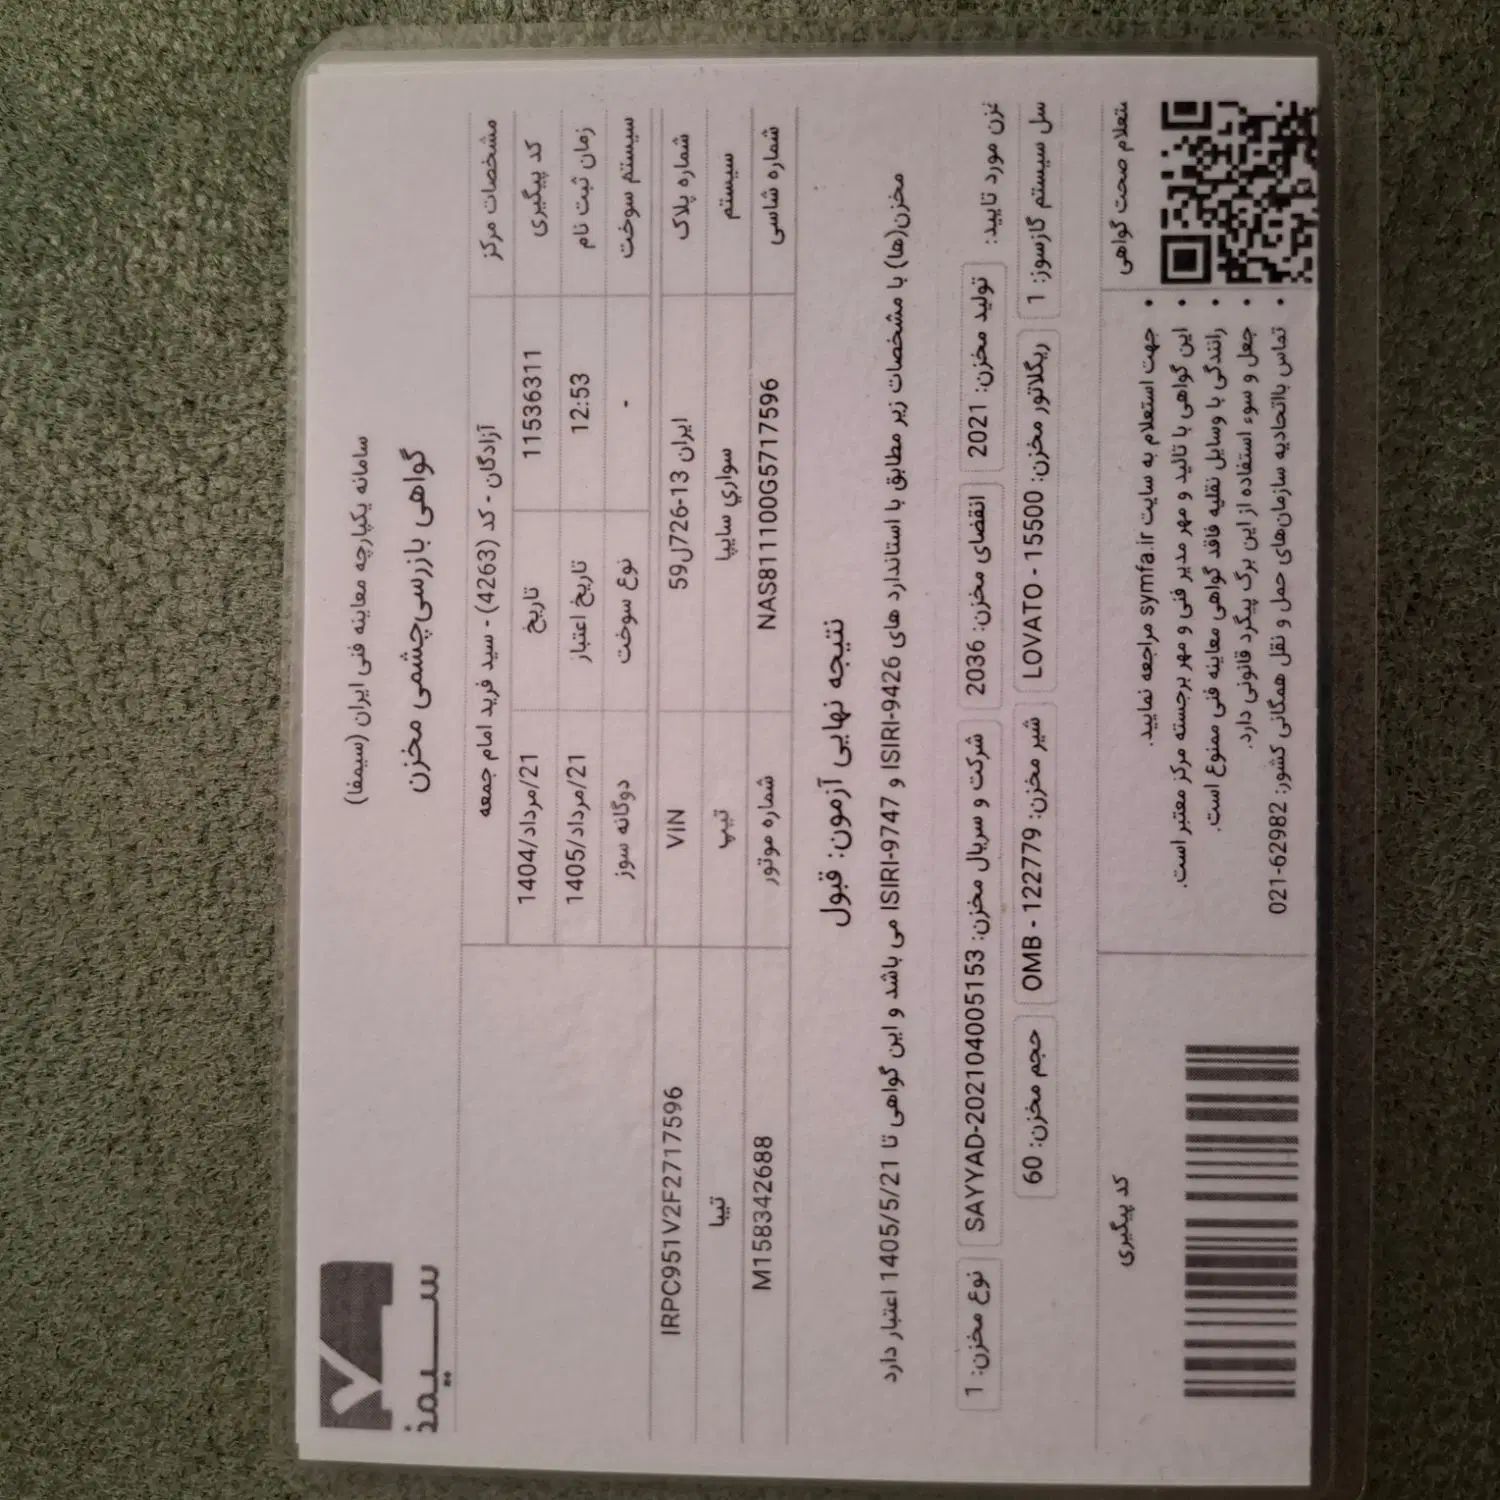 سیمفا
سامانه یکپارچه معاینه فنی ایران (سیمفا)
گواهی بازرسی‌چشمی مخزن
مشخصات مرکز آزادگان - کد (4263) - سید فرید امام جمعه
کد پیگیری 11536311 تاریخ 21/مرداد/1404
زمان ثبت نام 12:53 تاریخ اعتبار 21/مرداد/1405
سیستم سوخت - نوع سوخت دوگانه سوز
شماره پلاک ایران 13-726ل59 VIN IRPC951V2F2717596
سیستم سواري سايپا تیپ تیبا
شماره شاسی NAS811100G5717596 شماره موتور M158342688
نتیجه نهایی آزمون: قبول
مخزن(ها) با مشخصات زیر مطابق با استاندارد های ISIRI-9426 و ISIRI-9747 می باشد و این گواهی تا 1405/5/21 اعتبار دارد
مورد تایید: تولید مخزن: 2021 انقضای مخزن: 2036 شرکت و سریال مخزن: SAYYAD-202104005153 نوع مخزن: 1
سیستم گازسوز: 1 ریگلاتور مخزن: LOVATO - 15500 شیر مخزن: OMB - 122779 حجم مخزن: 60
صحت گواهی
• جهت استعلام به سایت symfa.ir مراجعه نمایید.
• این گواهی با تائید و مهر مدیر فنی و مهر برجسته مرکز معتبر است.
• رانندگی با وسایل نقلیه فاقد گواهی معاینه فنی ممنوع است.
• جعل و سوء استفاده از این برگ پیگرد قانونی دارد.
• تماس بااتحادیه سازمان‌های حمل و نقل همگانی کشور: 62982-021
کد پیگیری